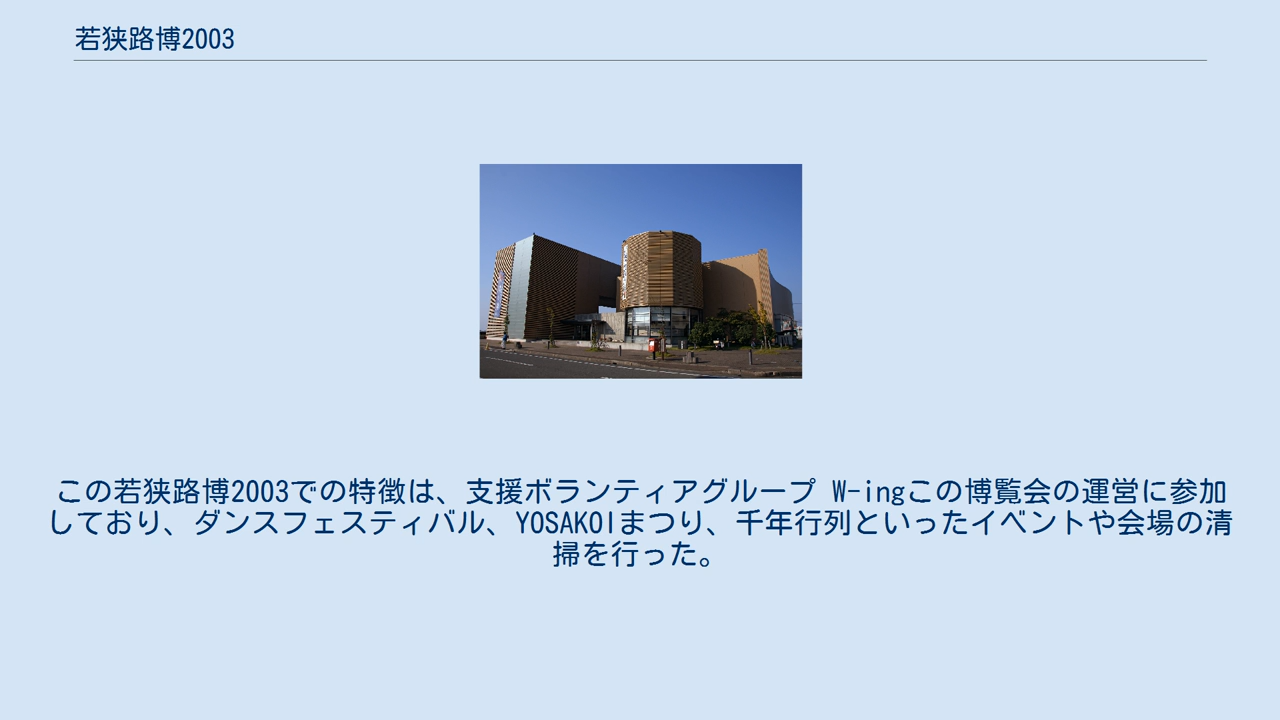 若狭路博2003
この若狭路博2003での特徴は、支援ボランティアグループ W-ingこの博覧会の運営に参加
しており、ダンスフェスティバル、YOSAKOIまつり、千年行列といったイベントや会場の清
掃を行った。